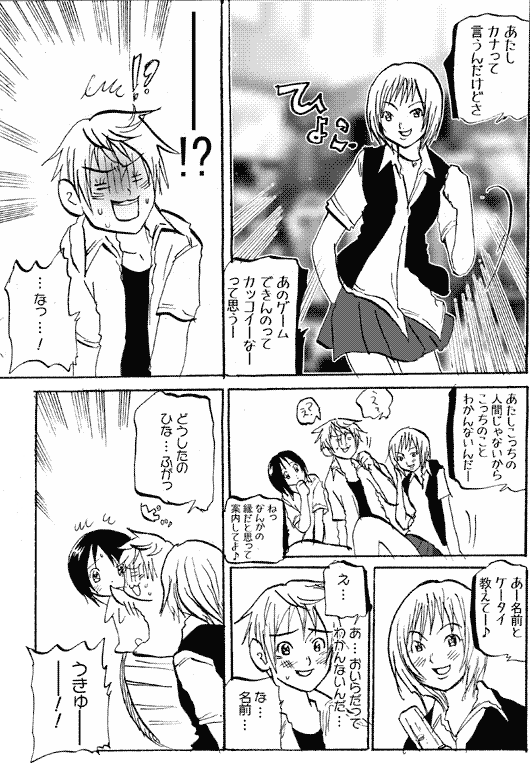 あたし
カナって
言うんだけどさ
ひょこっ
あのゲーム
できんのって
カッコイーなー
って思うー
!?
━━!?
…なっ…！
あたしこっちの
人間じゃないから
こっちのこと
わかんないんだー
ねっ
なんかの
縁だと思って
案内してよ♪
どうしたの
ひな…ぶがっ
あー名前と
ケータイ
教えてー♪
え…
あ…おいらだって
わかんないんだ…
な…
名前…
うきゅ━━！！